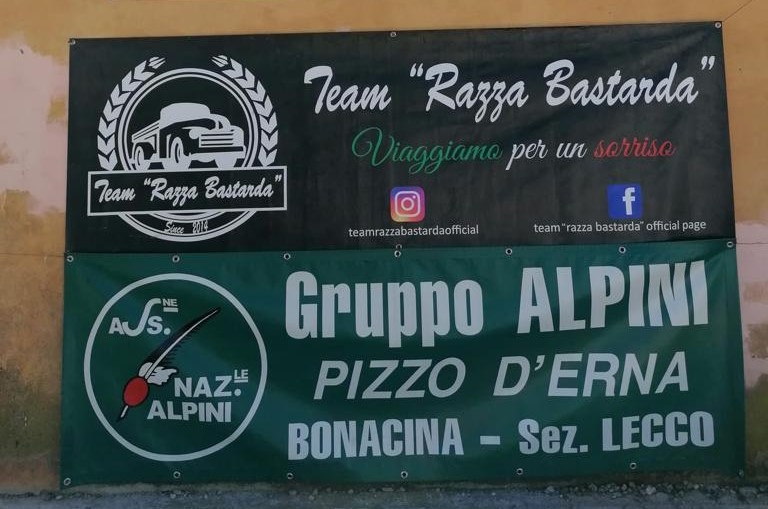 Team "Razza Bastarda"
Since 2014
Team "Razza Bastarda"
Viaggiamo per un sorriso
teamrazzabastardaofficial
f
team "razza bastarda" official page
ASS.NE
NAZ.LE
ALPINI
Gruppo ALPINI
PIZZO D'ERNA
BONACINA - Sez. LECCO